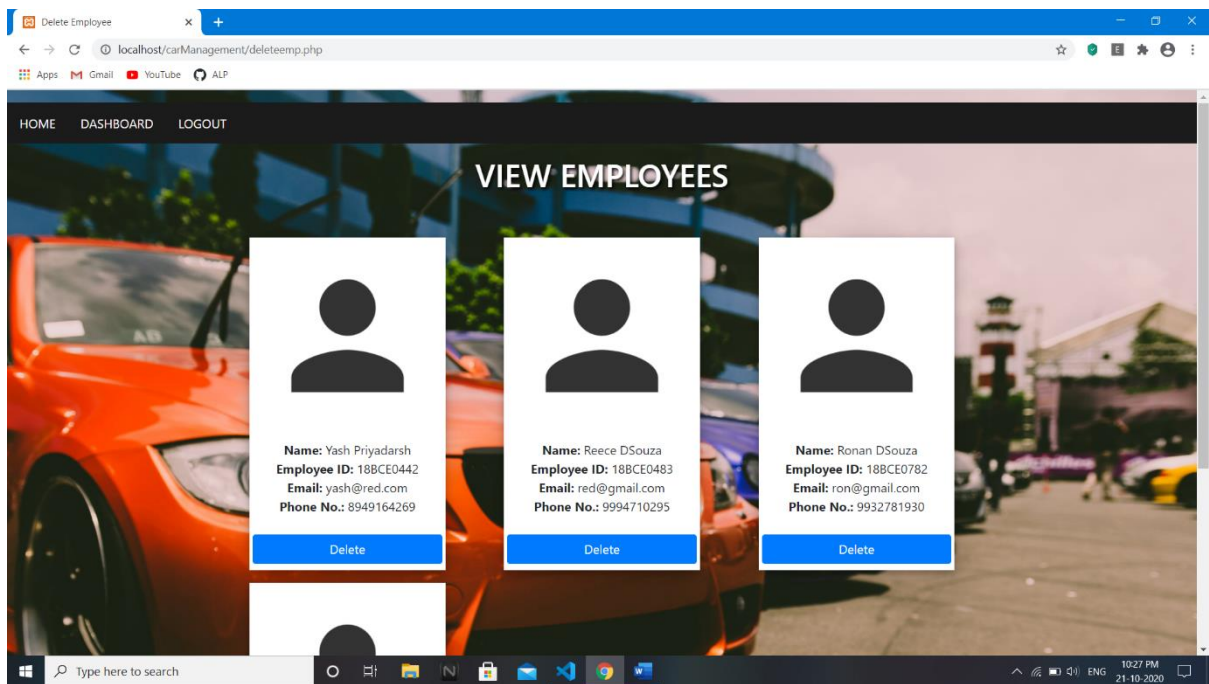 Delete Employee
localhost/carManagement/deleteemp.php
Apps Gmail YouTube ALP
HOME DASHBOARD LOGOUT
VIEW EMPLOYEES
Name: Yash Priyadarsh
Employee ID: 18BCE0442
Email: yash@red.com
Phone No.: 8949164269
Delete
Name: Reece DSouza
Employee ID: 18BCE0483
Email: red@gmail.com
Phone No.: 9994710295
Delete
Name: Ronan DSouza
Employee ID: 18BCE0782
Email: ron@gmail.com
Phone No.: 9932781930
Delete
Type here to search
ENG
10:27 PM
21-10-2020